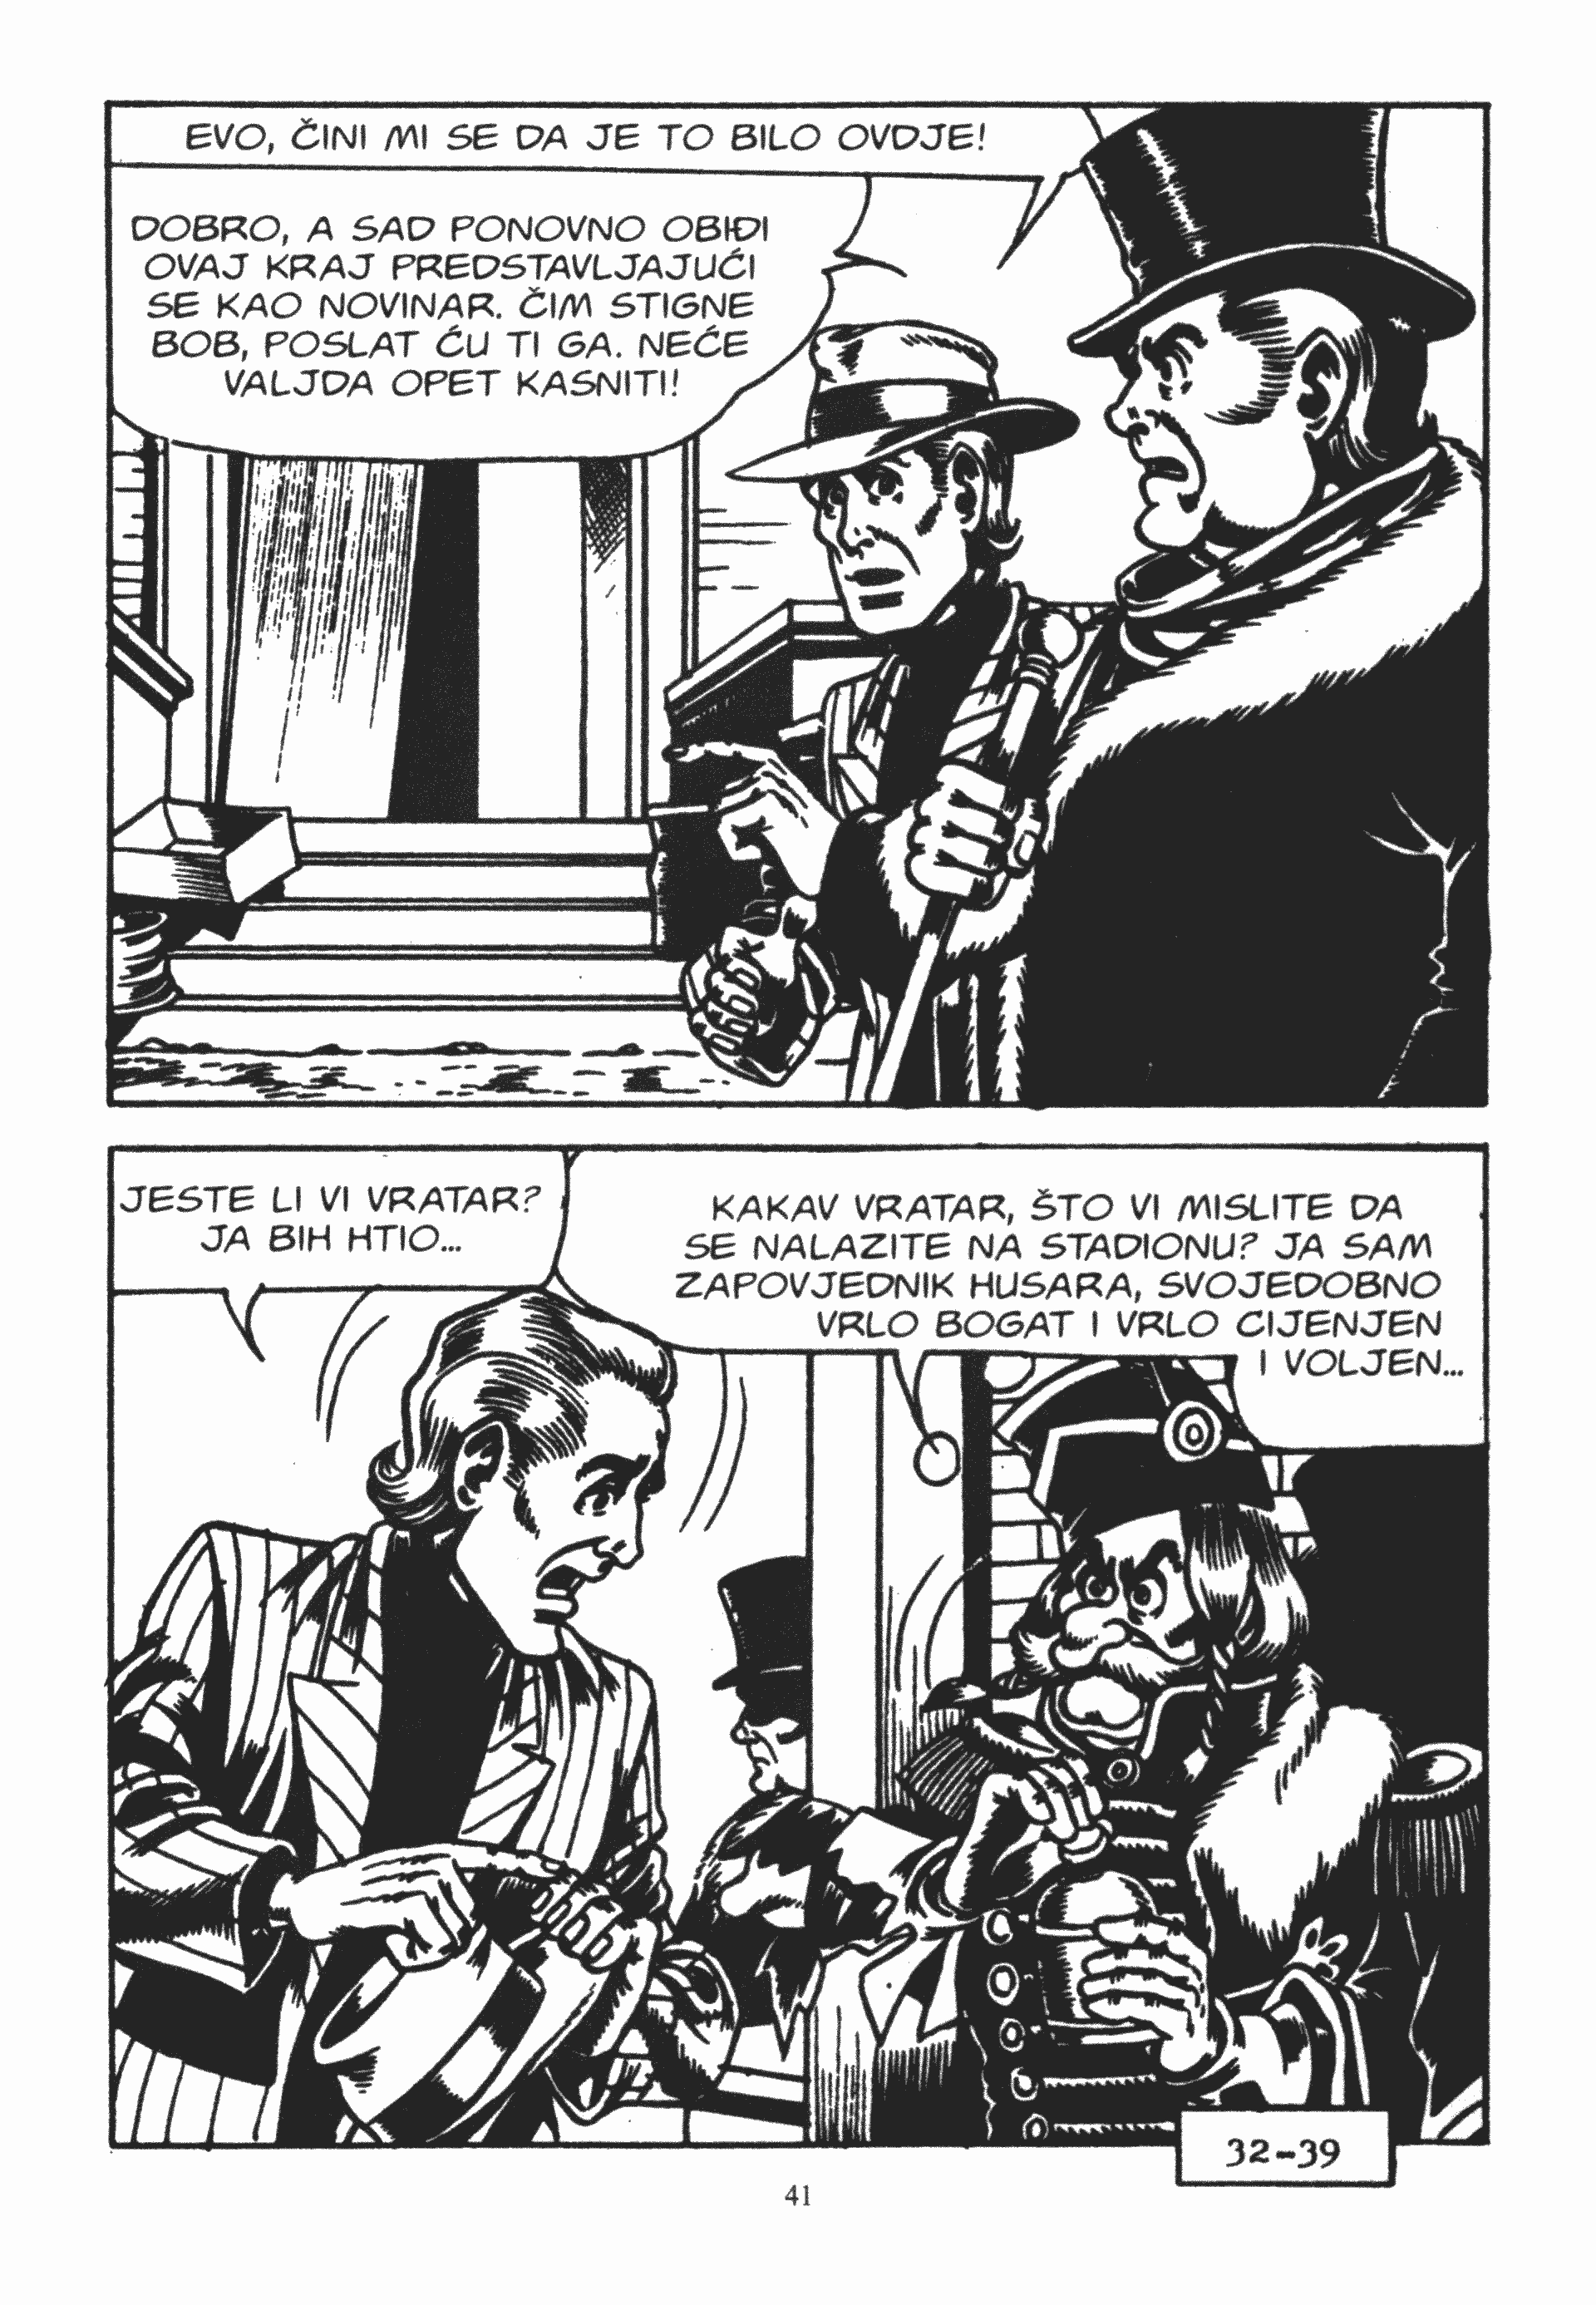 EVO, ČINI MI SE DA JE TO BILO OVDJE!
DOBRO, A SAD PONOVNO OBIĐI
OVAJ KRAJ PREDSTAVLJAJUĆI
SE KAO NOVINAR. ČIM STIGNE
BOB, POSLAT ĆU TI GA. NEĆE
VALJDA OPET KASNITI!
JESTE LI VI VRATAR?
JA BIH HTIO...
KAKAV VRATAR, ŠTO VI MISLITE DA
SE NALAZITE NA STADIONU? JA SAM
ZAPOVJEDNIK HUSARA, SVOJEDOBNO
VRLO BOGAT I VRLO CIJENJEN
I VOLJEN...
32-39
41